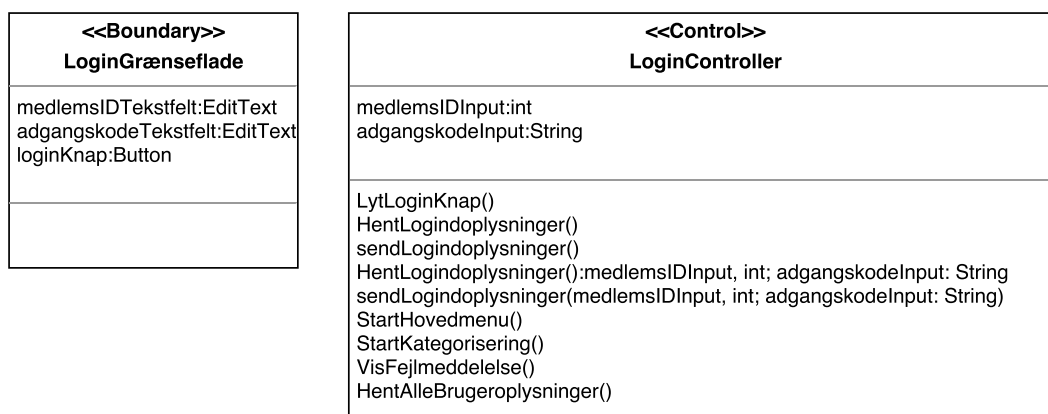 <<Boundary>>
LoginGrænseflade
medlemsIDTekstfelt:EditText
adgangskodeTekstfelt:EditText
loginKnap:Button
<<Control>>
LoginController
medlemsIDInput:int
adgangskodeInput:String
LytLoginKnap()
HentLogindoplysninger()
sendLogindoplysninger()
HentLogindoplysninger():medlemsIDInput, int; adgangskodeInput: String
sendLogindoplysninger(medlemsIDInput, int; adgangskodeInput: String)
StartHovedmenu()
StartKategorisering()
VisFejlmeddelelse()
HentAlleBrugeroplysninger()